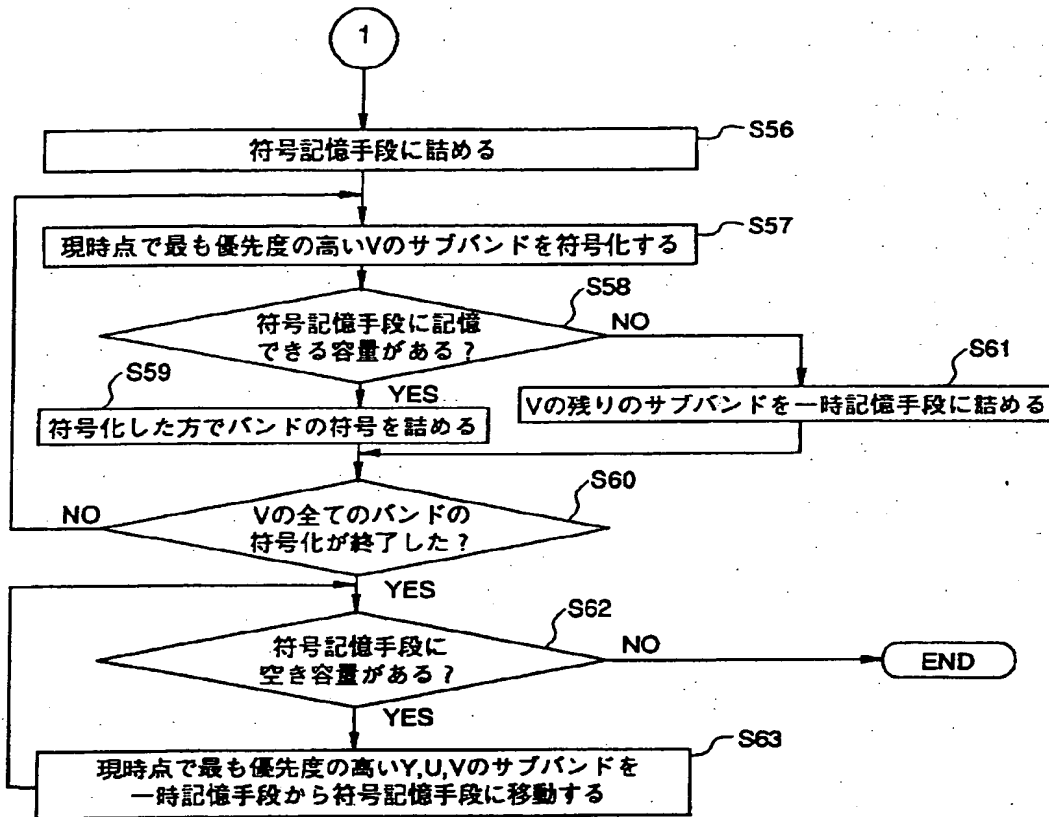 1
S56
符号記憶手段に詰める
S57
現時点で最も優先度の高いVのサブバンドを符号化する
S58
符号記憶手段に記憶
できる容量がある?
NO
YES
S59
符号化した方でバンドの符号を詰める
S61
Vの残りのサブバンドを一時記憶手段に詰める
S60
Vの全てのバンドの
符号化が終了した?
NO
YES
S62
符号記憶手段に
空き容量がある?
NO
END
YES
S63
現時点で最も優先度の高いY,U,Vのサブバンドを
一時記憶手段から符号記憶手段に移動する